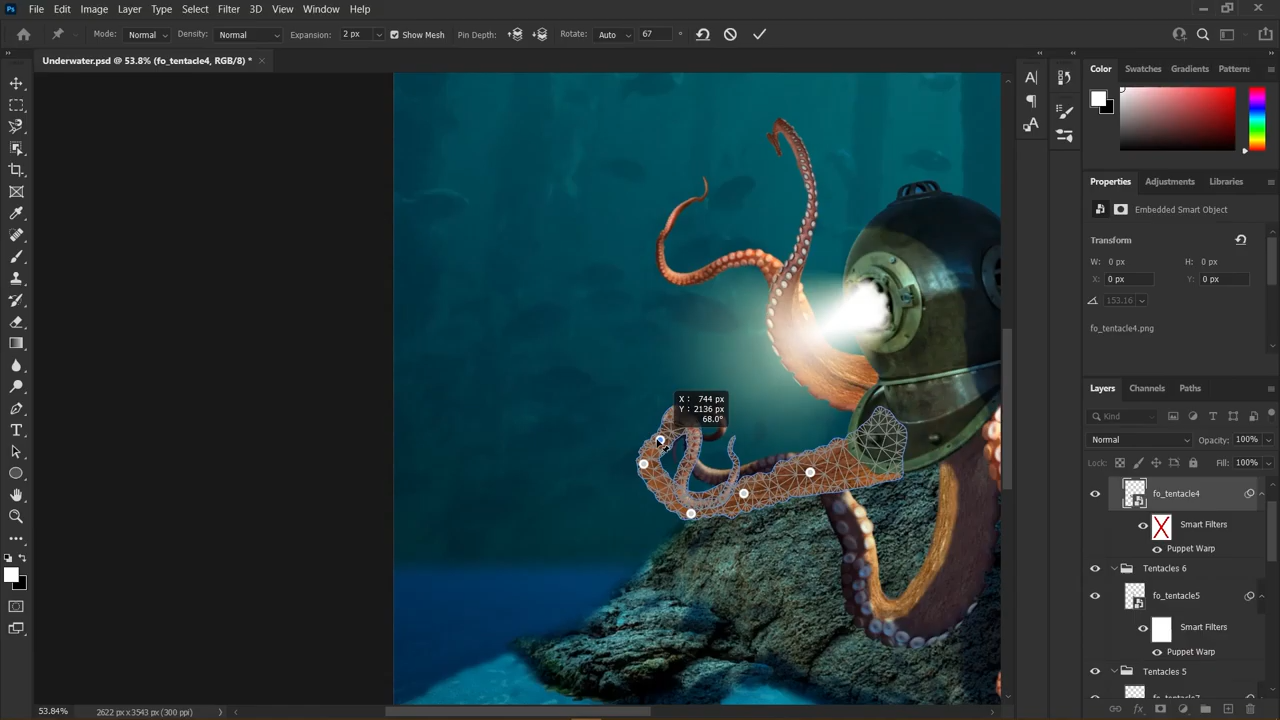 Ps File Edit Image Layer Type Select Filter 3D View Window Help
Mode: Normal Density: Normal Expansion: 2 px Show Mesh Pin Depth: Rotate: Auto 67 °
Underwater.psd @ 53.8% (fo_tentacle4, RGB/8) *
Color Swatches Gradients Patterns
Properties Adjustments Libraries
Embedded Smart Object
Transform
W: 0 px H: 0 px
X: 0 px Y: 0 px
153.16
fo_tentacle4.png
X: 744 px
Y: 2136 px
68.0°
Layers Channels Paths
Kind
Normal Opacity: 100%
Lock: Fill: 100%
fo_tentacle4
Smart Filters
Puppet Warp
Tentacles 6
fo_tentacle5
Smart Filters
Puppet Warp
Tentacles 5
53.84% 2622 px x 3543 px (300 ppi)